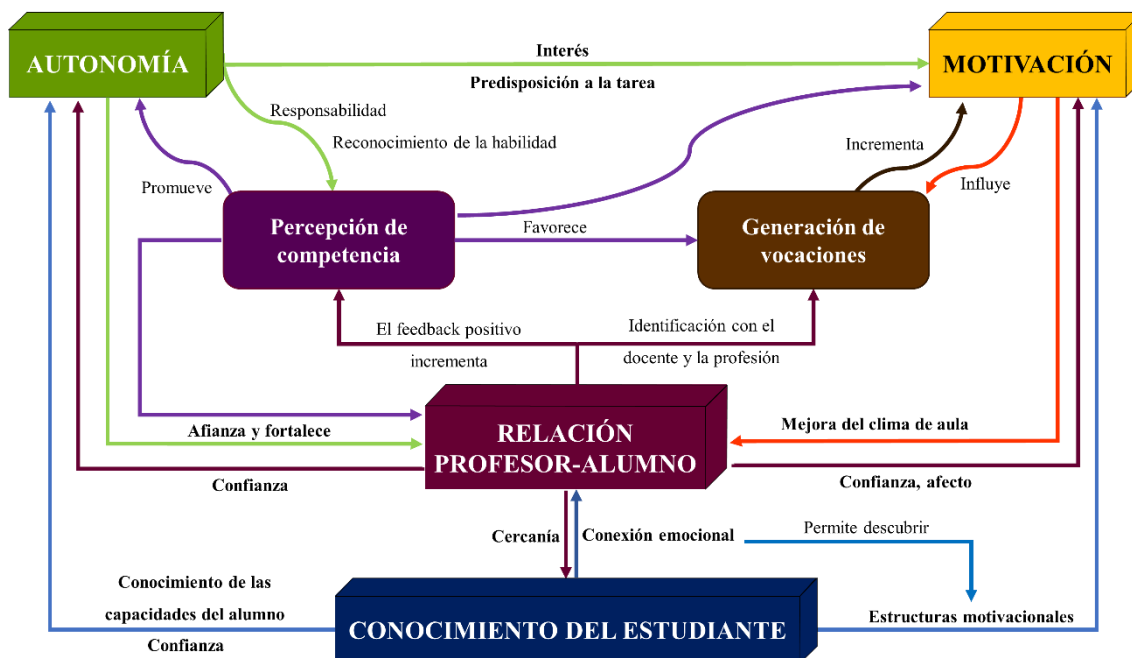 AUTONOMÍA
Interés
Predisposición a la tarea
MOTIVACIÓN
Responsabilidad
Reconocimiento de la habilidad
Promueve
Incrementa
Influye
Percepción de
competencia
Favorece
Generación de
vocaciones
El feedback positivo
incrementa
Identificación con el
docente y la profesión
RELACIÓN
PROFESOR-ALUMNO
Afianza y fortalece
Confianza
Mejora del clima de aula
Confianza, afecto
Cercanía
Conexión emocional
Permite descubrir
Conocimiento de las
capacidades del alumno
Confianza
CONOCIMIENTO DEL ESTUDIANTE
Estructuras motivacionales